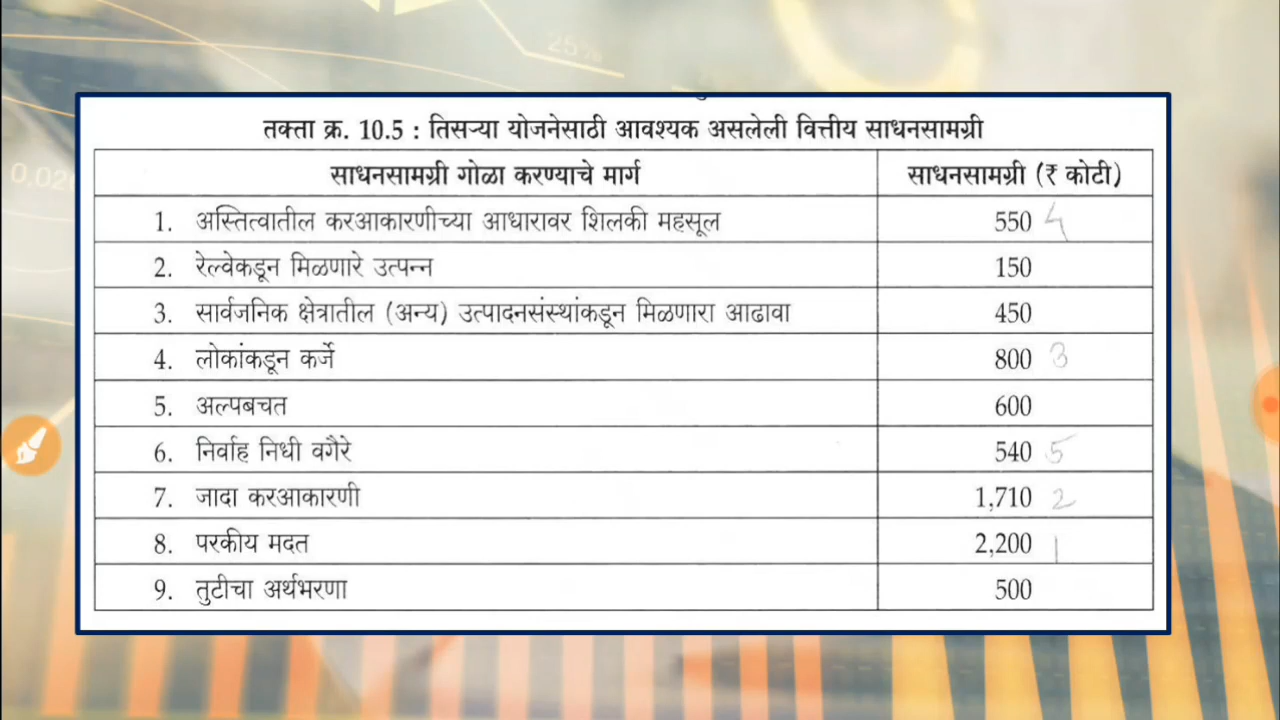 25%
0,020
तक्ता क्र. 10.5 : तिसऱ्या योजनेसाठी आवश्यक असलेली वित्तीय साधनसामग्री
साधनसामग्री गोळा करण्याचे मार्ग साधनसामग्री (₹ कोटी)
1. अस्तित्वातील करआकारणीच्या आधारावर शिलकी महसूल 550 4
2. रेल्वेकडून मिळणारे उत्पन्न 150
3. सार्वजनिक क्षेत्रातील (अन्य) उत्पादनसंस्थांकडून मिळणारा आढावा 450
4. लोकांकडून कर्जे 800 3
5. अल्पबचत 600
6. निर्वाह निधी वगैरे 540 5
7. जादा करआकारणी 1,710 2
8. परकीय मदत 2,200 1
9. तुटीचा अर्थभरणा 500